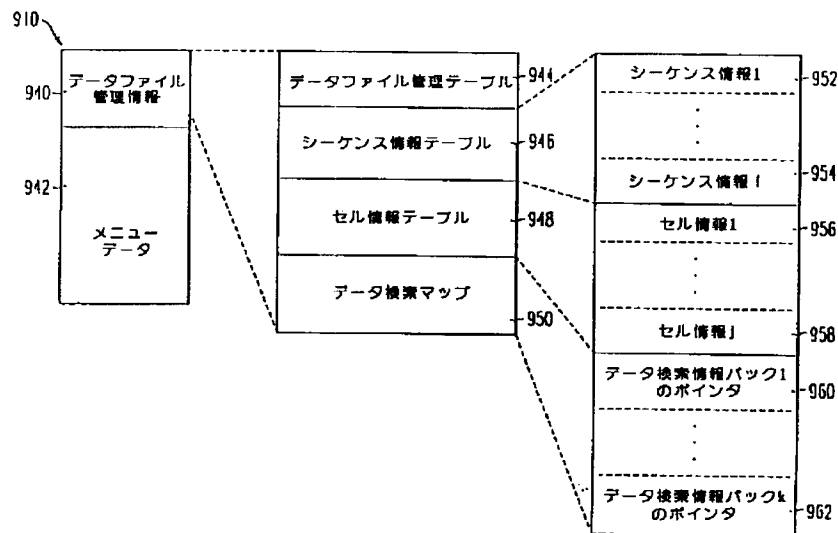 910
データファイル
管理情報
940
942
メニュー
データ
データファイル管理テーブル
944
シーケンス情報テーブル
946
セル情報テーブル
948
データ検索マップ
950
シーケンス情報1
952
シーケンス情報i
954
セル情報1
956
セル情報j
958
データ検索情報パック1
のポインタ
960
データ検索情報パックk
のポインタ
962